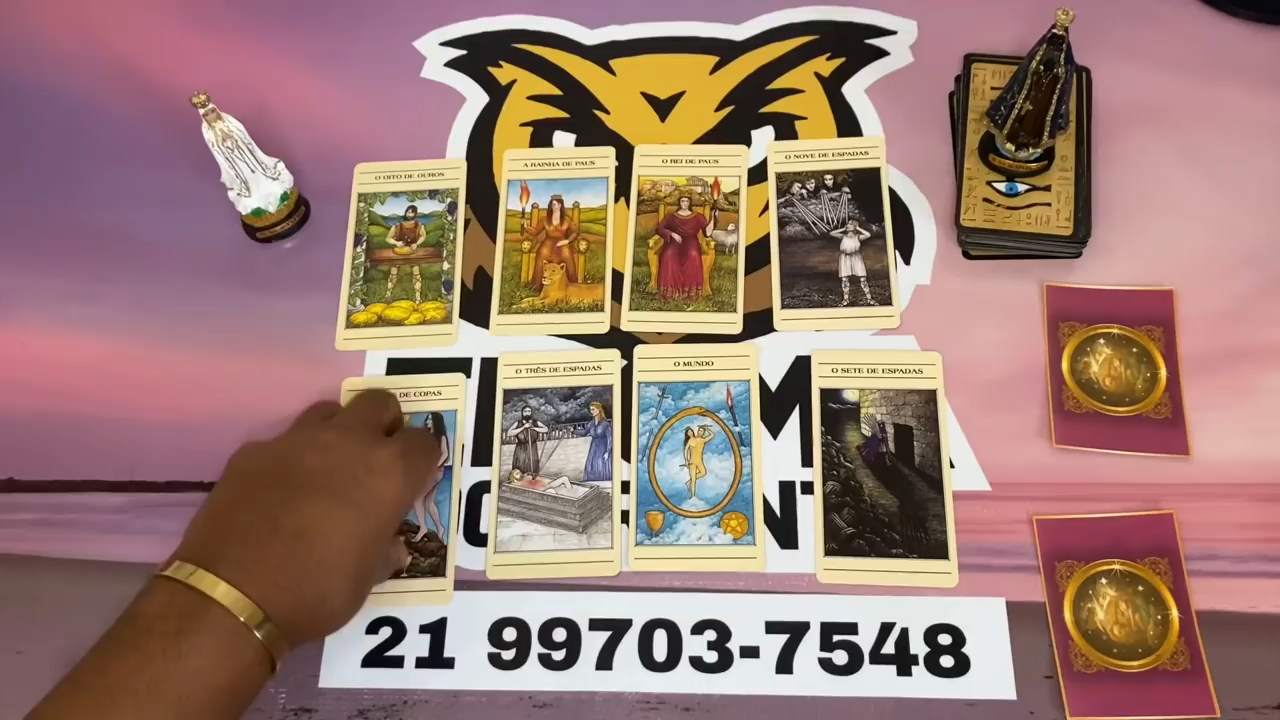 O OITO DE OUROS
A RAINHA DE PAUS
O REI DE PAUS
O NOVE DE ESPADAS
DE COPAS
O TRÊS DE ESPADAS
O MUNDO
O SETE DE ESPADAS
21 99703-7548